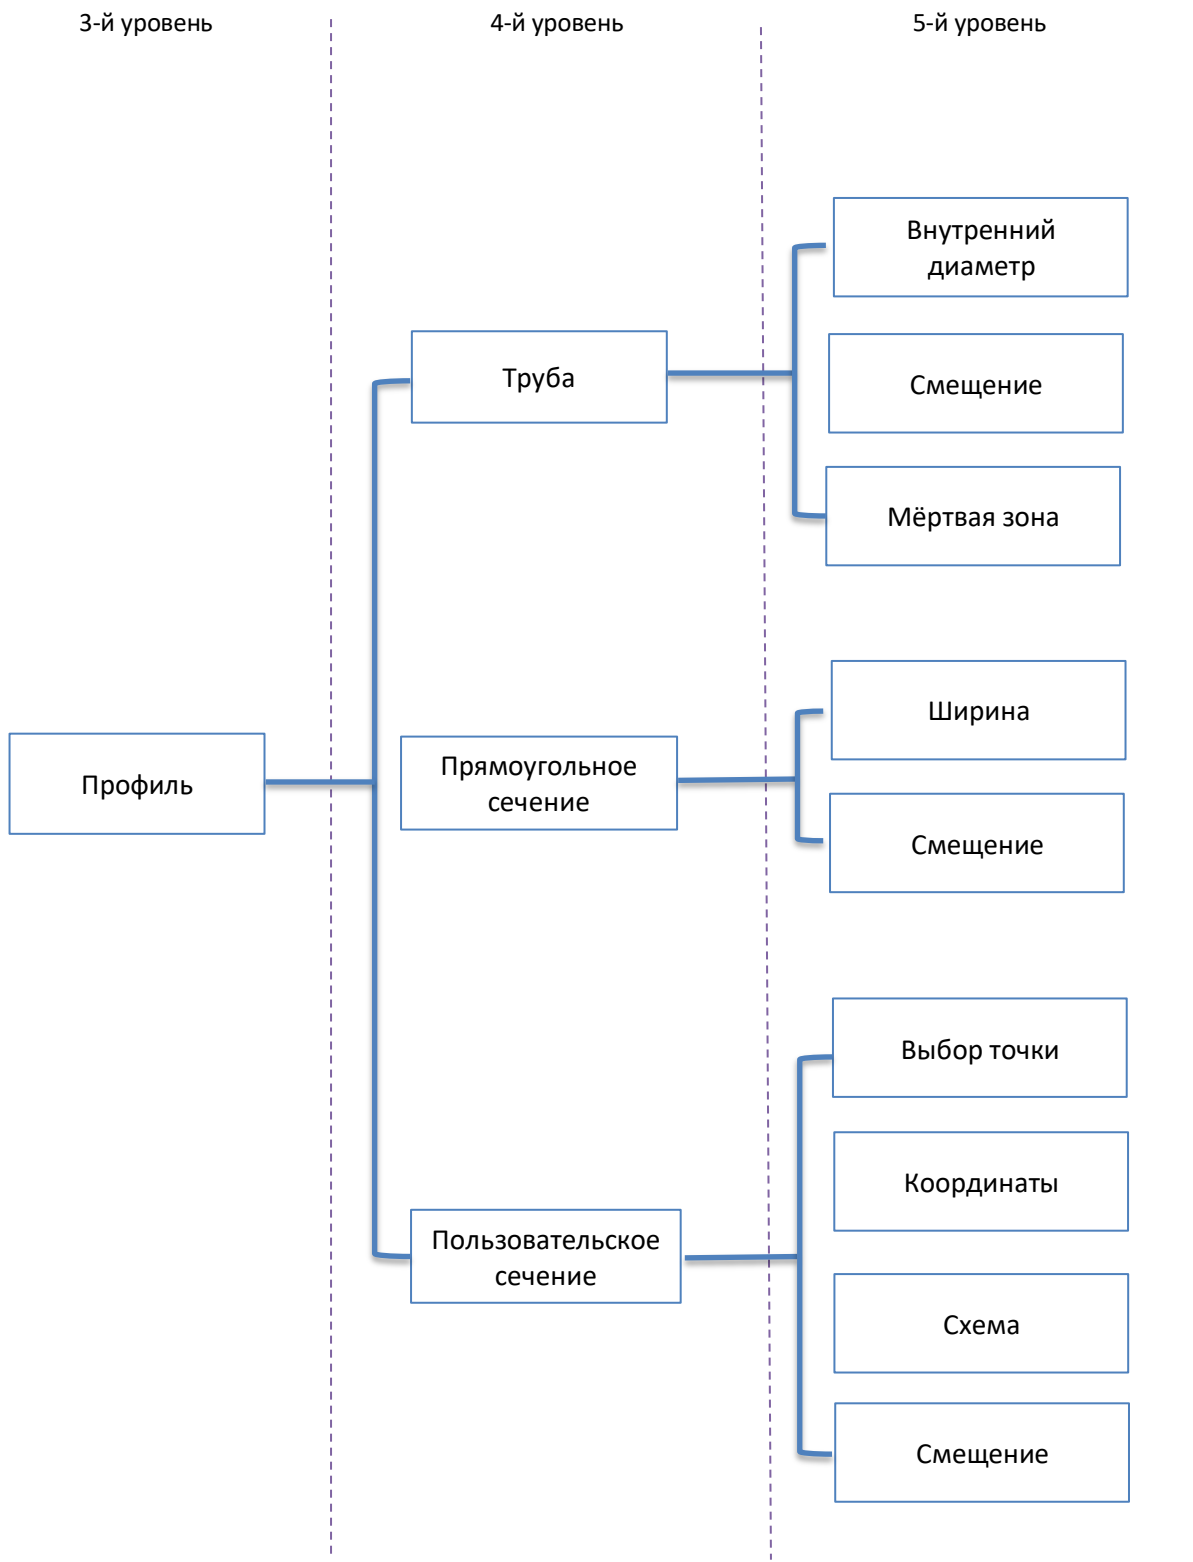 3-й уровень
4-й уровень
5-й уровень
Внутренний
диаметр
Труба
Смещение
Мёртвая зона
Ширина
Профиль
Прямоугольное
сечение
Смещение
Выбор точки
Координаты
Пользовательское
сечение
Схема
Смещение